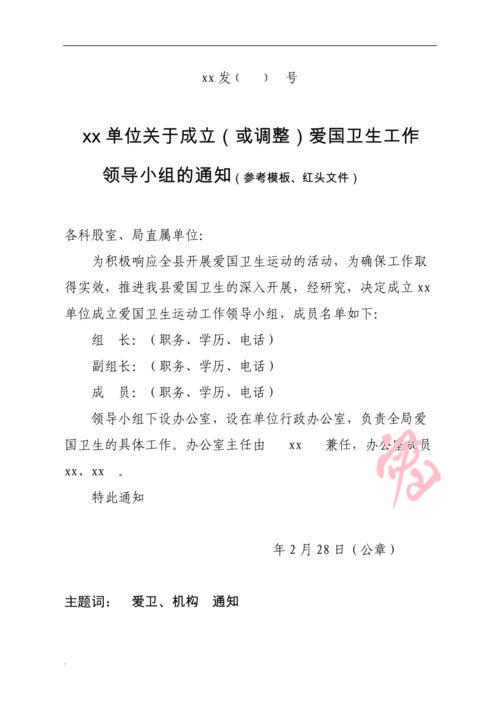 xx发（　　）　号
xx单位关于成立（或调整）爱国卫生工作
领导小组的通知（参考模板、红头文件）
各科股室、局直属单位：
为积极响应全县开展爱国卫生运动的活动，为确保工作取
得实效，推进我县爱国卫生的深入开展，经研究，决定成立xx
单位成立爱国卫生运动工作领导小组，成员名单如下：
组　长：（职务、学历、电话）
副组长：（职务、学历、电话）
成　员：（职务、学历、电话）
领导小组下设办公室，设在单位行政办公室，负责全局爱
国卫生的具体工作。办公室主任由　xx　兼任，办公室成员
xx、xx　。
特此通知
年2月28日（公章）
主题词：　爱卫、机构　通知